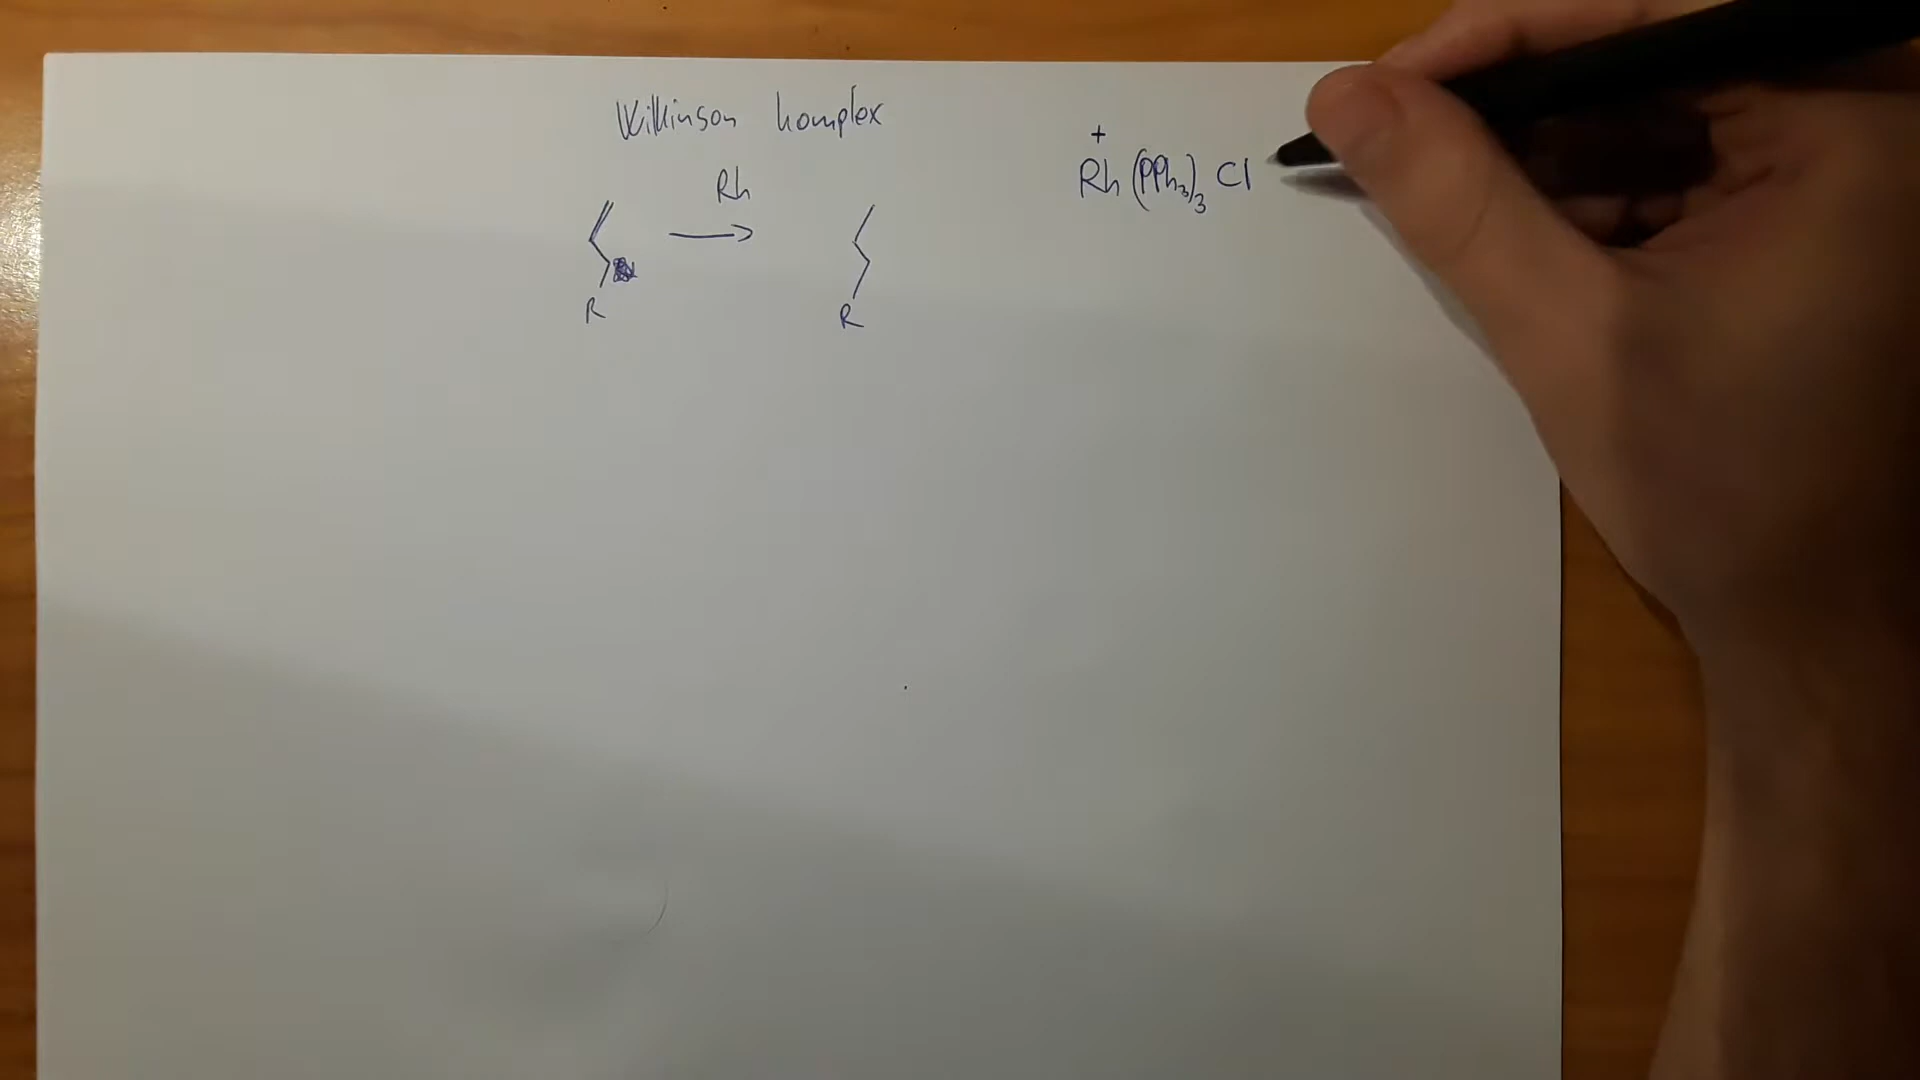 Wilkinson komplex
+
Rh (PPh3)3 Cl
Rh
R
R